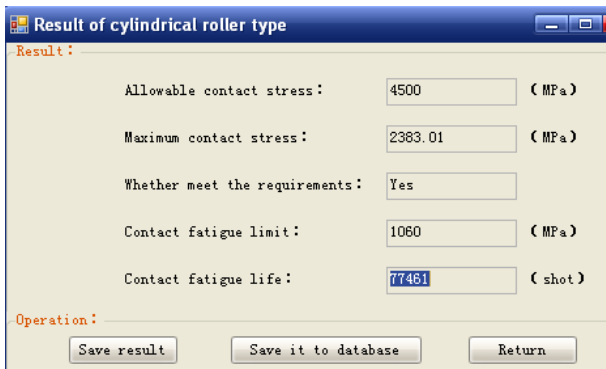 Result of cylindrical roller type
Result:
Allowable contact stress: 4500 (MPa)
Maximum contact stress: 2383.01 (MPa)
Whether meet the requirements: Yes
Contact fatigue limit: 1060 (MPa)
Contact fatigue life: 77461 (shot)
Operation:
Save result Save it to database Return